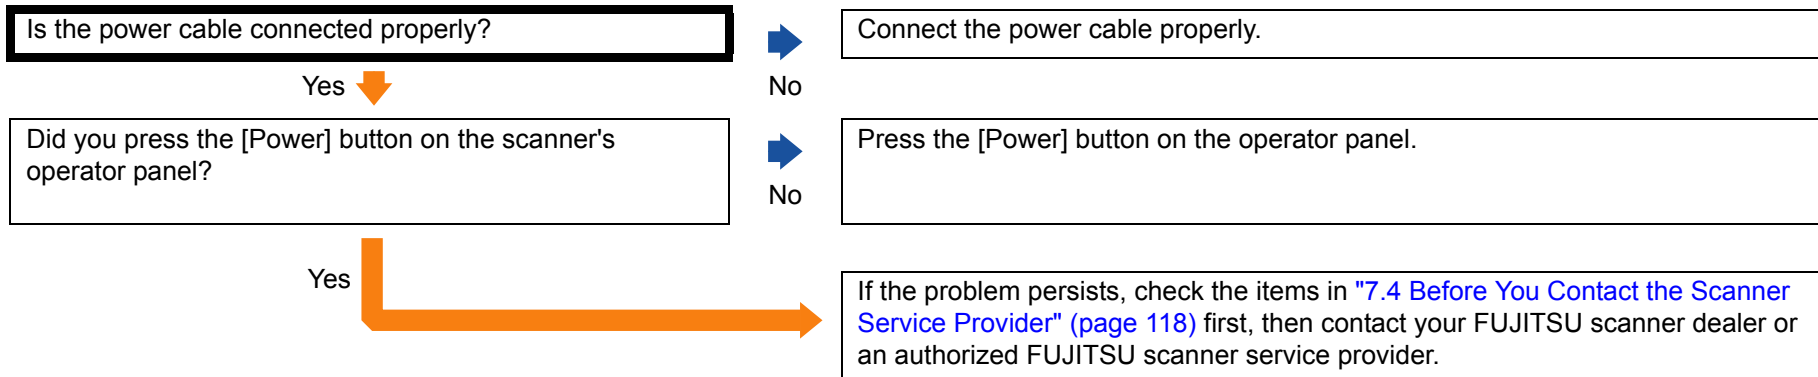 Is the power cable connected properly?
Connect the power cable properly.
Yes
No
Did you press the [Power] button on the scanner's
operator panel?
Press the [Power] button on the operator panel.
No
Yes
If the problem persists, check the items in "7.4 Before You Contact the Scanner
Service Provider" (page 118) first, then contact your FUJITSU scanner dealer or
an authorized FUJITSU scanner service provider.